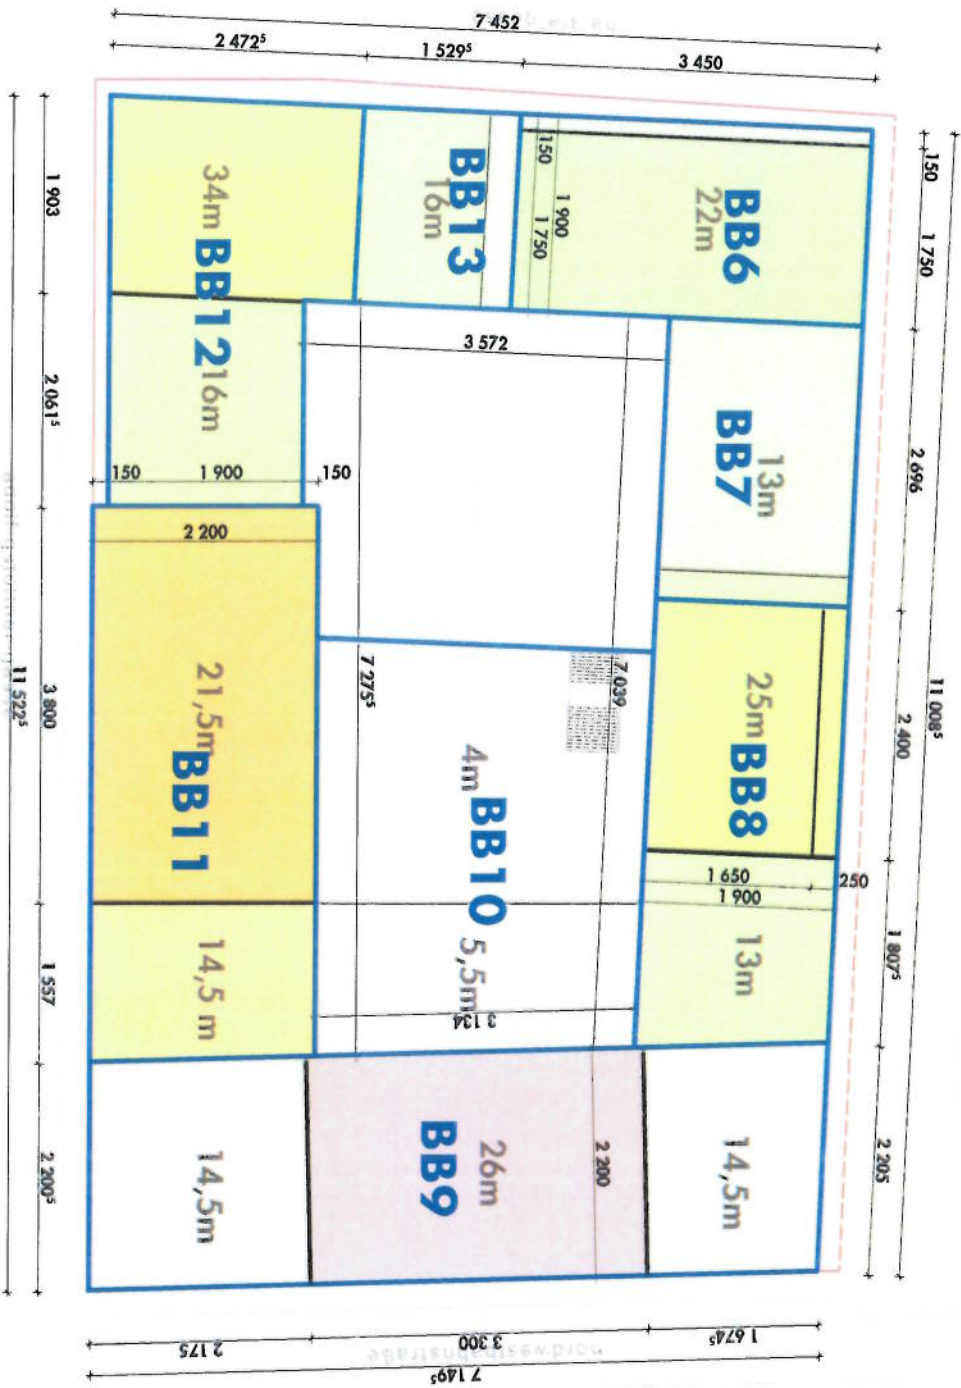 7 452
2 472⁵
1 529⁵
3 450
34m
BB12
16m
BB13
16m
150
1 900
1 750
BB6
22m
150
1 750
1 903
2 061⁵
3 572
BB7
13m
2 696
11 008⁵
150
1 900
150
2 200
21,5m
BB11
3 800
11 522⁵
7 275⁵
7 039
4m
BB10
5,5m
25m
BB8
2 400
1 650
250
1 900
13m
1 807⁵
14,5 m
1 557
3 134
14,5m
2 200⁵
26m
BB9
2 200
14,5m
2 205
2 175
3 300
1 674⁵
nordwestbahnstraße
7 149⁵